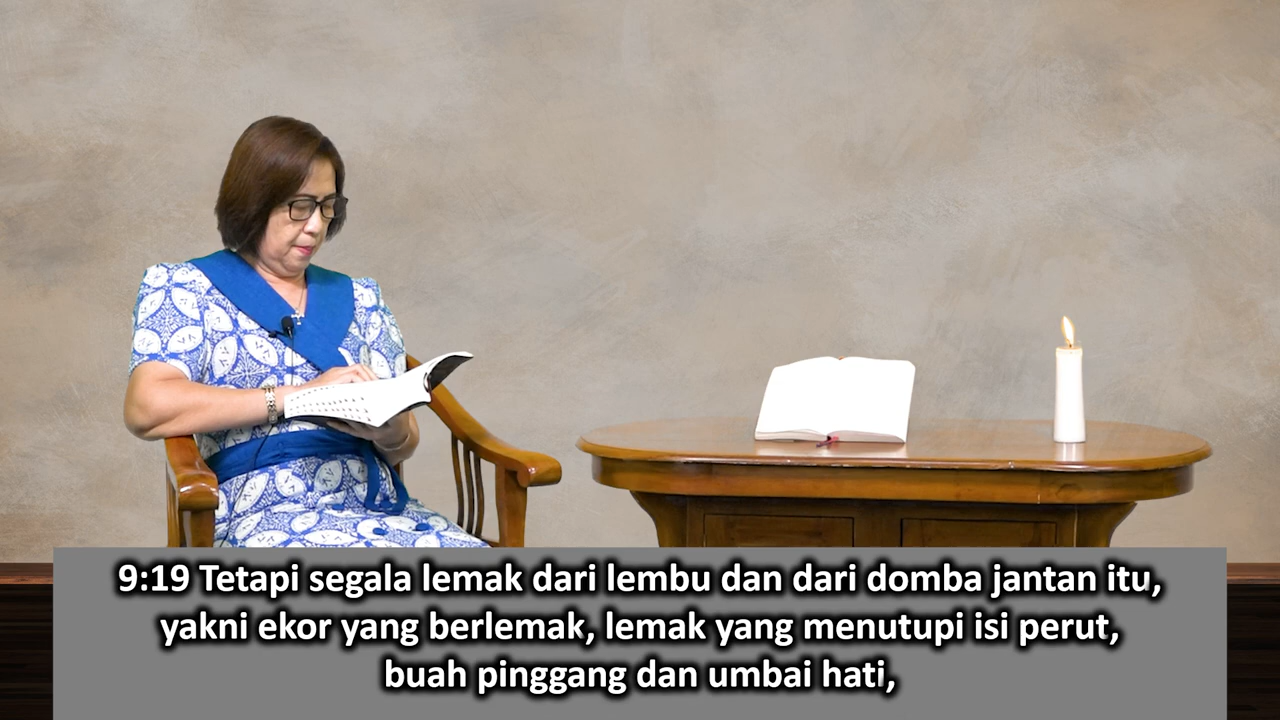 9:19 Tetapi segala lemak dari lembu dan dari domba jantan itu,
yakni ekor yang berlemak, lemak yang menutupi isi perut,
buah pinggang dan umbai hati,